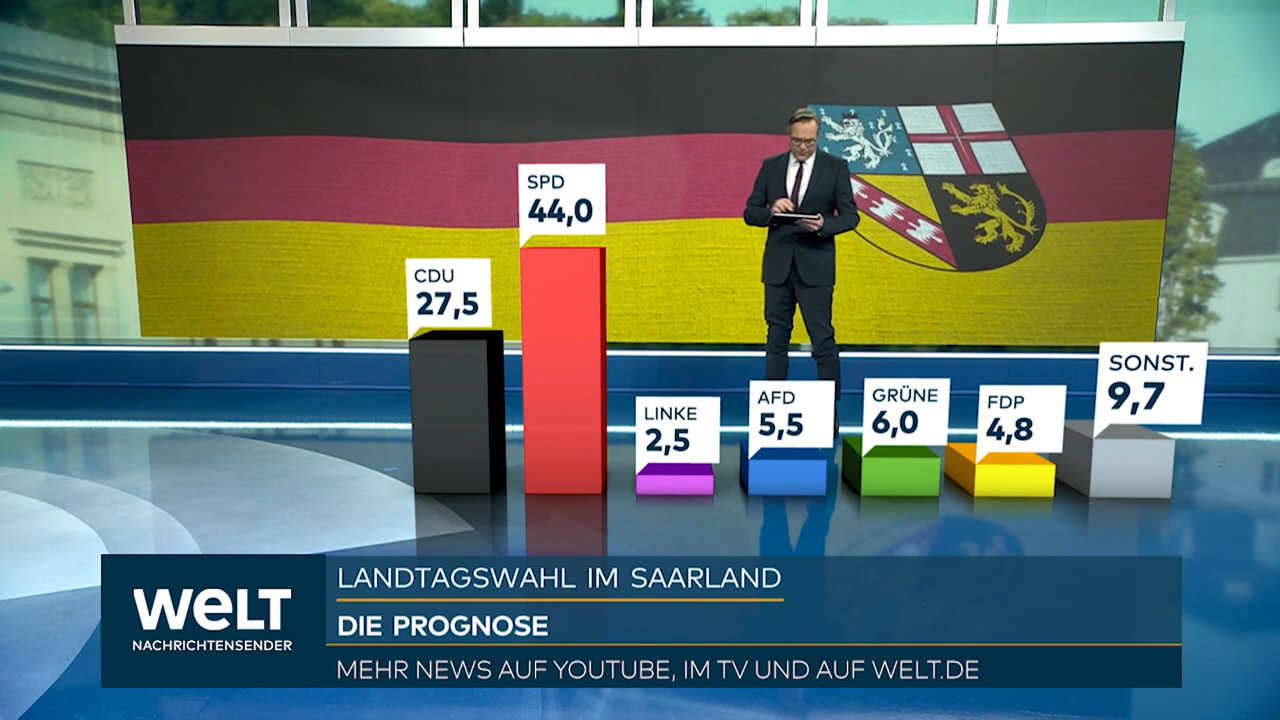 CDU
27,5
SPD
44,0
LINKE
2,5
AFD
5,5
GRÜNE
6,0
FDP
4,8
SONST.
9,7
WELT
NACHRICHTENSENDER
LANDTAGSWAHL IM SAARLAND
DIE PROGNOSE
MEHR NEWS AUF YOUTUBE, IM TV UND AUF WELT.DE